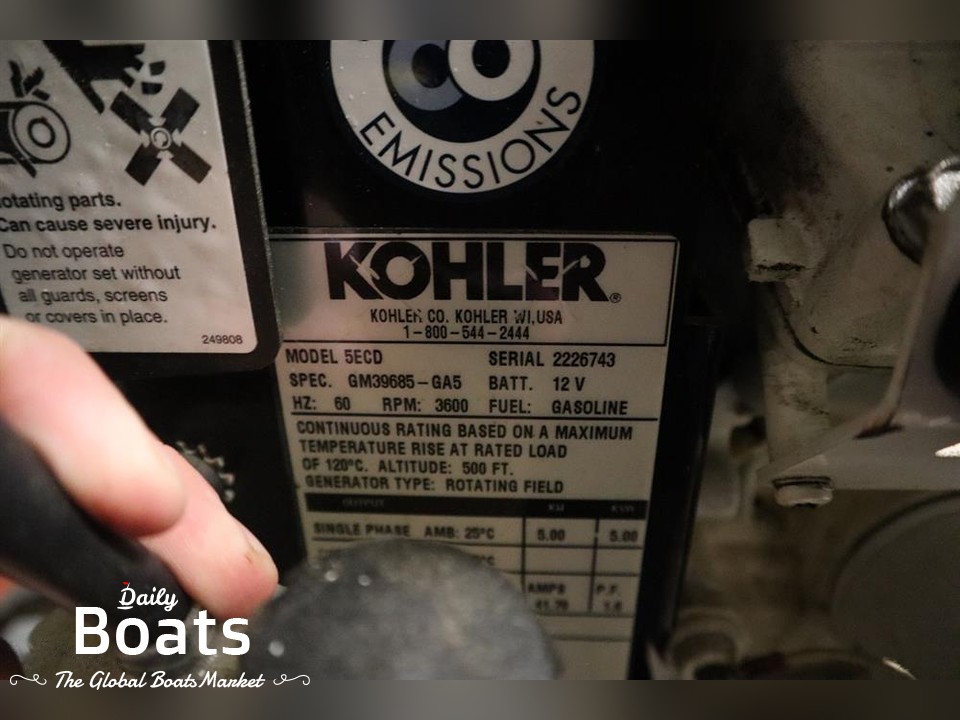 EMISSIONS
otating parts.
Can cause severe injury.
Do not operate
generator set without
all guards, screens
or covers in place.
249808
KOHLER®
KOHLER CO. KOHLER WI,USA
1-800-544-2444
MODEL 5ECD SERIAL 2226743
SPEC. GM39685-GA5 BATT. 12 V
HZ: 60 RPM: 3600 FUEL: GASOLINE
CONTINUOUS RATING BASED ON A MAXIMUM
TEMPERATURE RISE AT RATED LOAD
OF 120°C. ALTITUDE: 500 FT.
GENERATOR TYPE: ROTATING FIELD
OUTPUT KW KVA
SINGLE PHASE AMB: 25°C 5.00 5.00
AMPS P.F.
41.70 1.0
Daily
Boats
The Global Boats Market